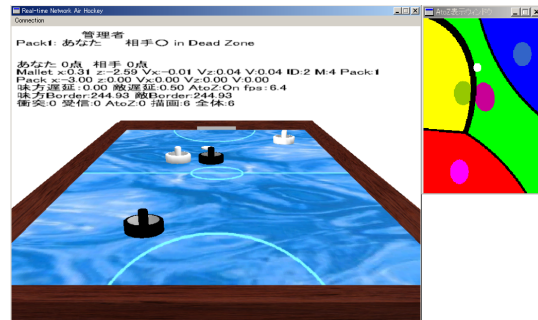 Real-time Network Air Hockey
Connection
管理者
Pack1: あなた 相手〇 in Dead Zone
あなた 0点 相手 0点
Mallet x:0.31 z:-2.59 Vx:-0.01 Vz:0.04 V:0.04 ID:2 M:4 Pack:1
Pack x:-3.00 z:0.00 Vx:0.00 Vz:0.00 V:0.00
味方遅延:0.00 敵遅延:0.50 AtoZ:On fps:6.4
味方Border:244.93 敵Border:244.93
衝突:0 受信:0 AtoZ:0 描画:6 全体:6
AtoZ表示ウィンドウ